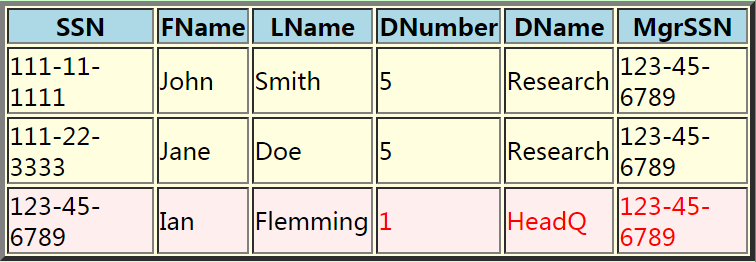 SSN FName LName DNumber DName MgrSSN
111-11-
1111 John Smith 5 Research 123-45-
6789
111-22-
3333 Jane Doe 5 Research 123-45-
6789
123-45-
6789 Ian Flemming 1 HeadQ 123-45-
6789